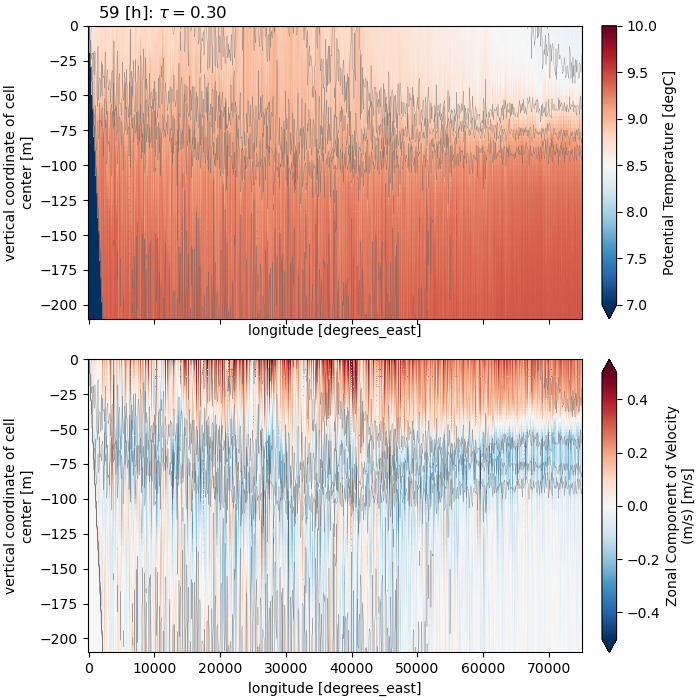 59 [h]: τ = 0.30
0
−25
−50
−75
−100
−125
−150
−175
−200
vertical coordinate of cell
center [m]
longitude [degrees_east]
10.0
9.5
9.0
8.5
8.0
7.5
7.0
Potential Temperature [degC]
0
−25
−50
−75
−100
−125
−150
−175
−200
vertical coordinate of cell
center [m]
0 10000 20000 30000 40000 50000 60000 70000
longitude [degrees_east]
0.4
0.2
0.0
−0.2
−0.4
Zonal Component of Velocity
(m/s) [m/s]